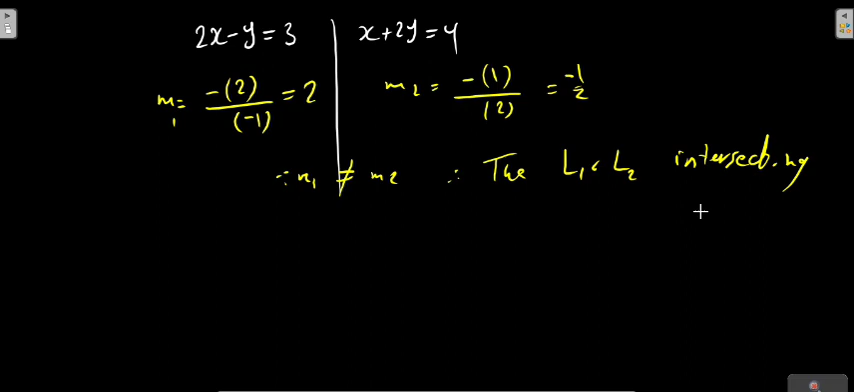 2x-y=3 | x+2y=4
m₁= -(2)/(-1) = 2
m₂ = -(1)/(2) = -1/2
∵ m₁ ≠ m₂ ∴ The L₁، L₂ intersecting